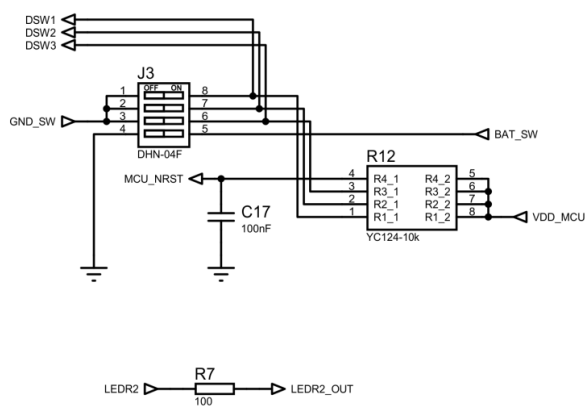 DSW1
DSW2
DSW3
J3
OFF ON
1 8
2 7
GND_SW 3 6
4 5 BAT_SW
DHN-04F
R12
MCU_NRST 4 R4_1 R4_2 5
3 R3_1 R3_2 6
2 R2_1 R2_2 7
1 R1_1 R1_2 8 VDD_MCU
C17
100nF
YC124-10k
R7
LEDR2 LEDR2_OUT
100